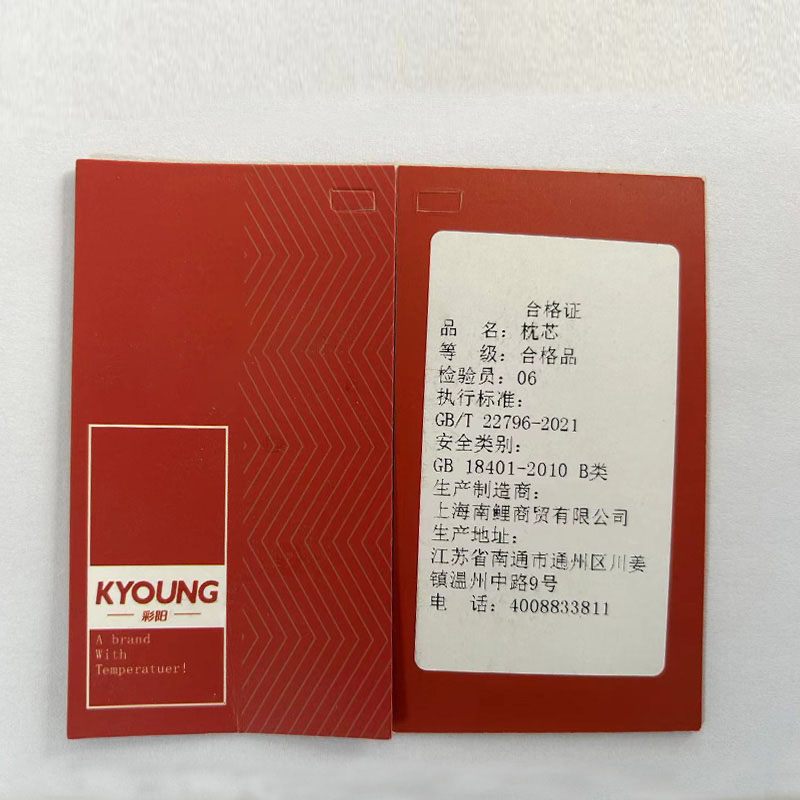 KYOUNG
彩阳
A brand
With
Temperatuer!
合格证
品 名：枕芯
等 级：合格品
检验员：06
执行标准：
GB/T 22796-2021
安全类别：
GB 18401-2010 B类
生产制造商：
上海南鲤商贸有限公司
生产地址：
江苏省南通市通州区川姜
镇温州中路9号
电 话：4008833811